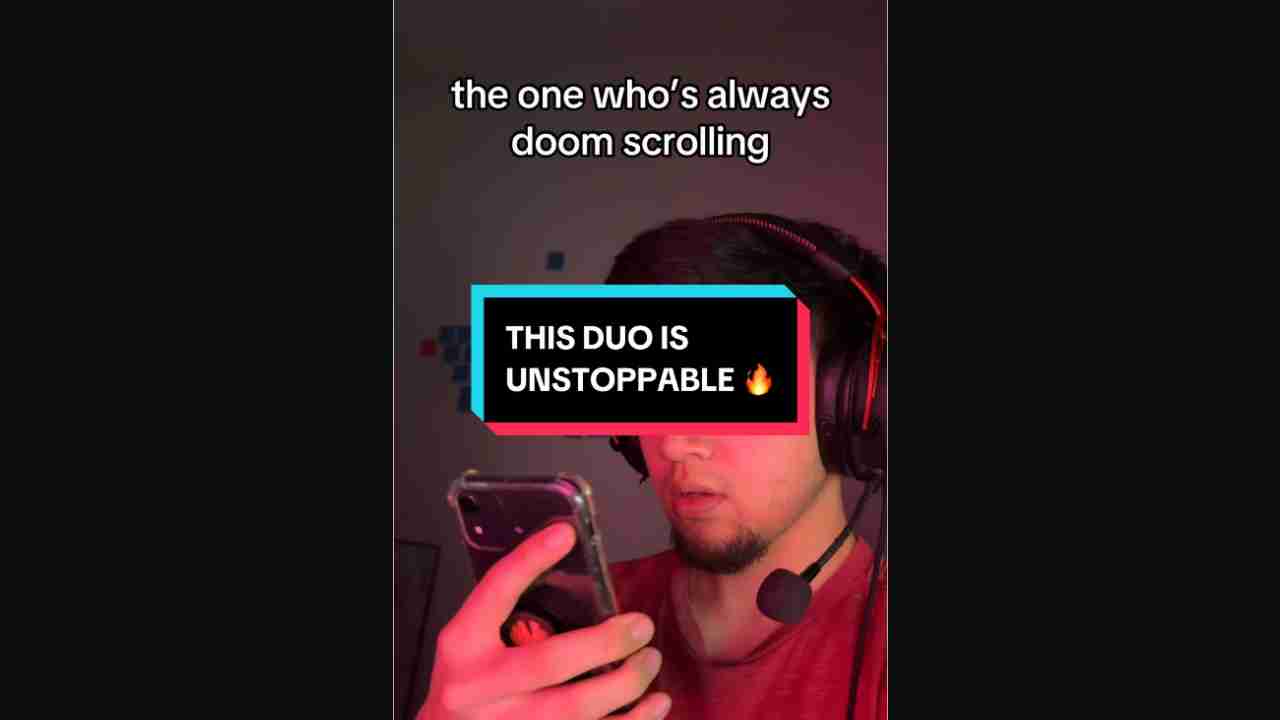 the one who’s always
doom scrolling
THIS DUO IS
UNSTOPPABLE 🔥